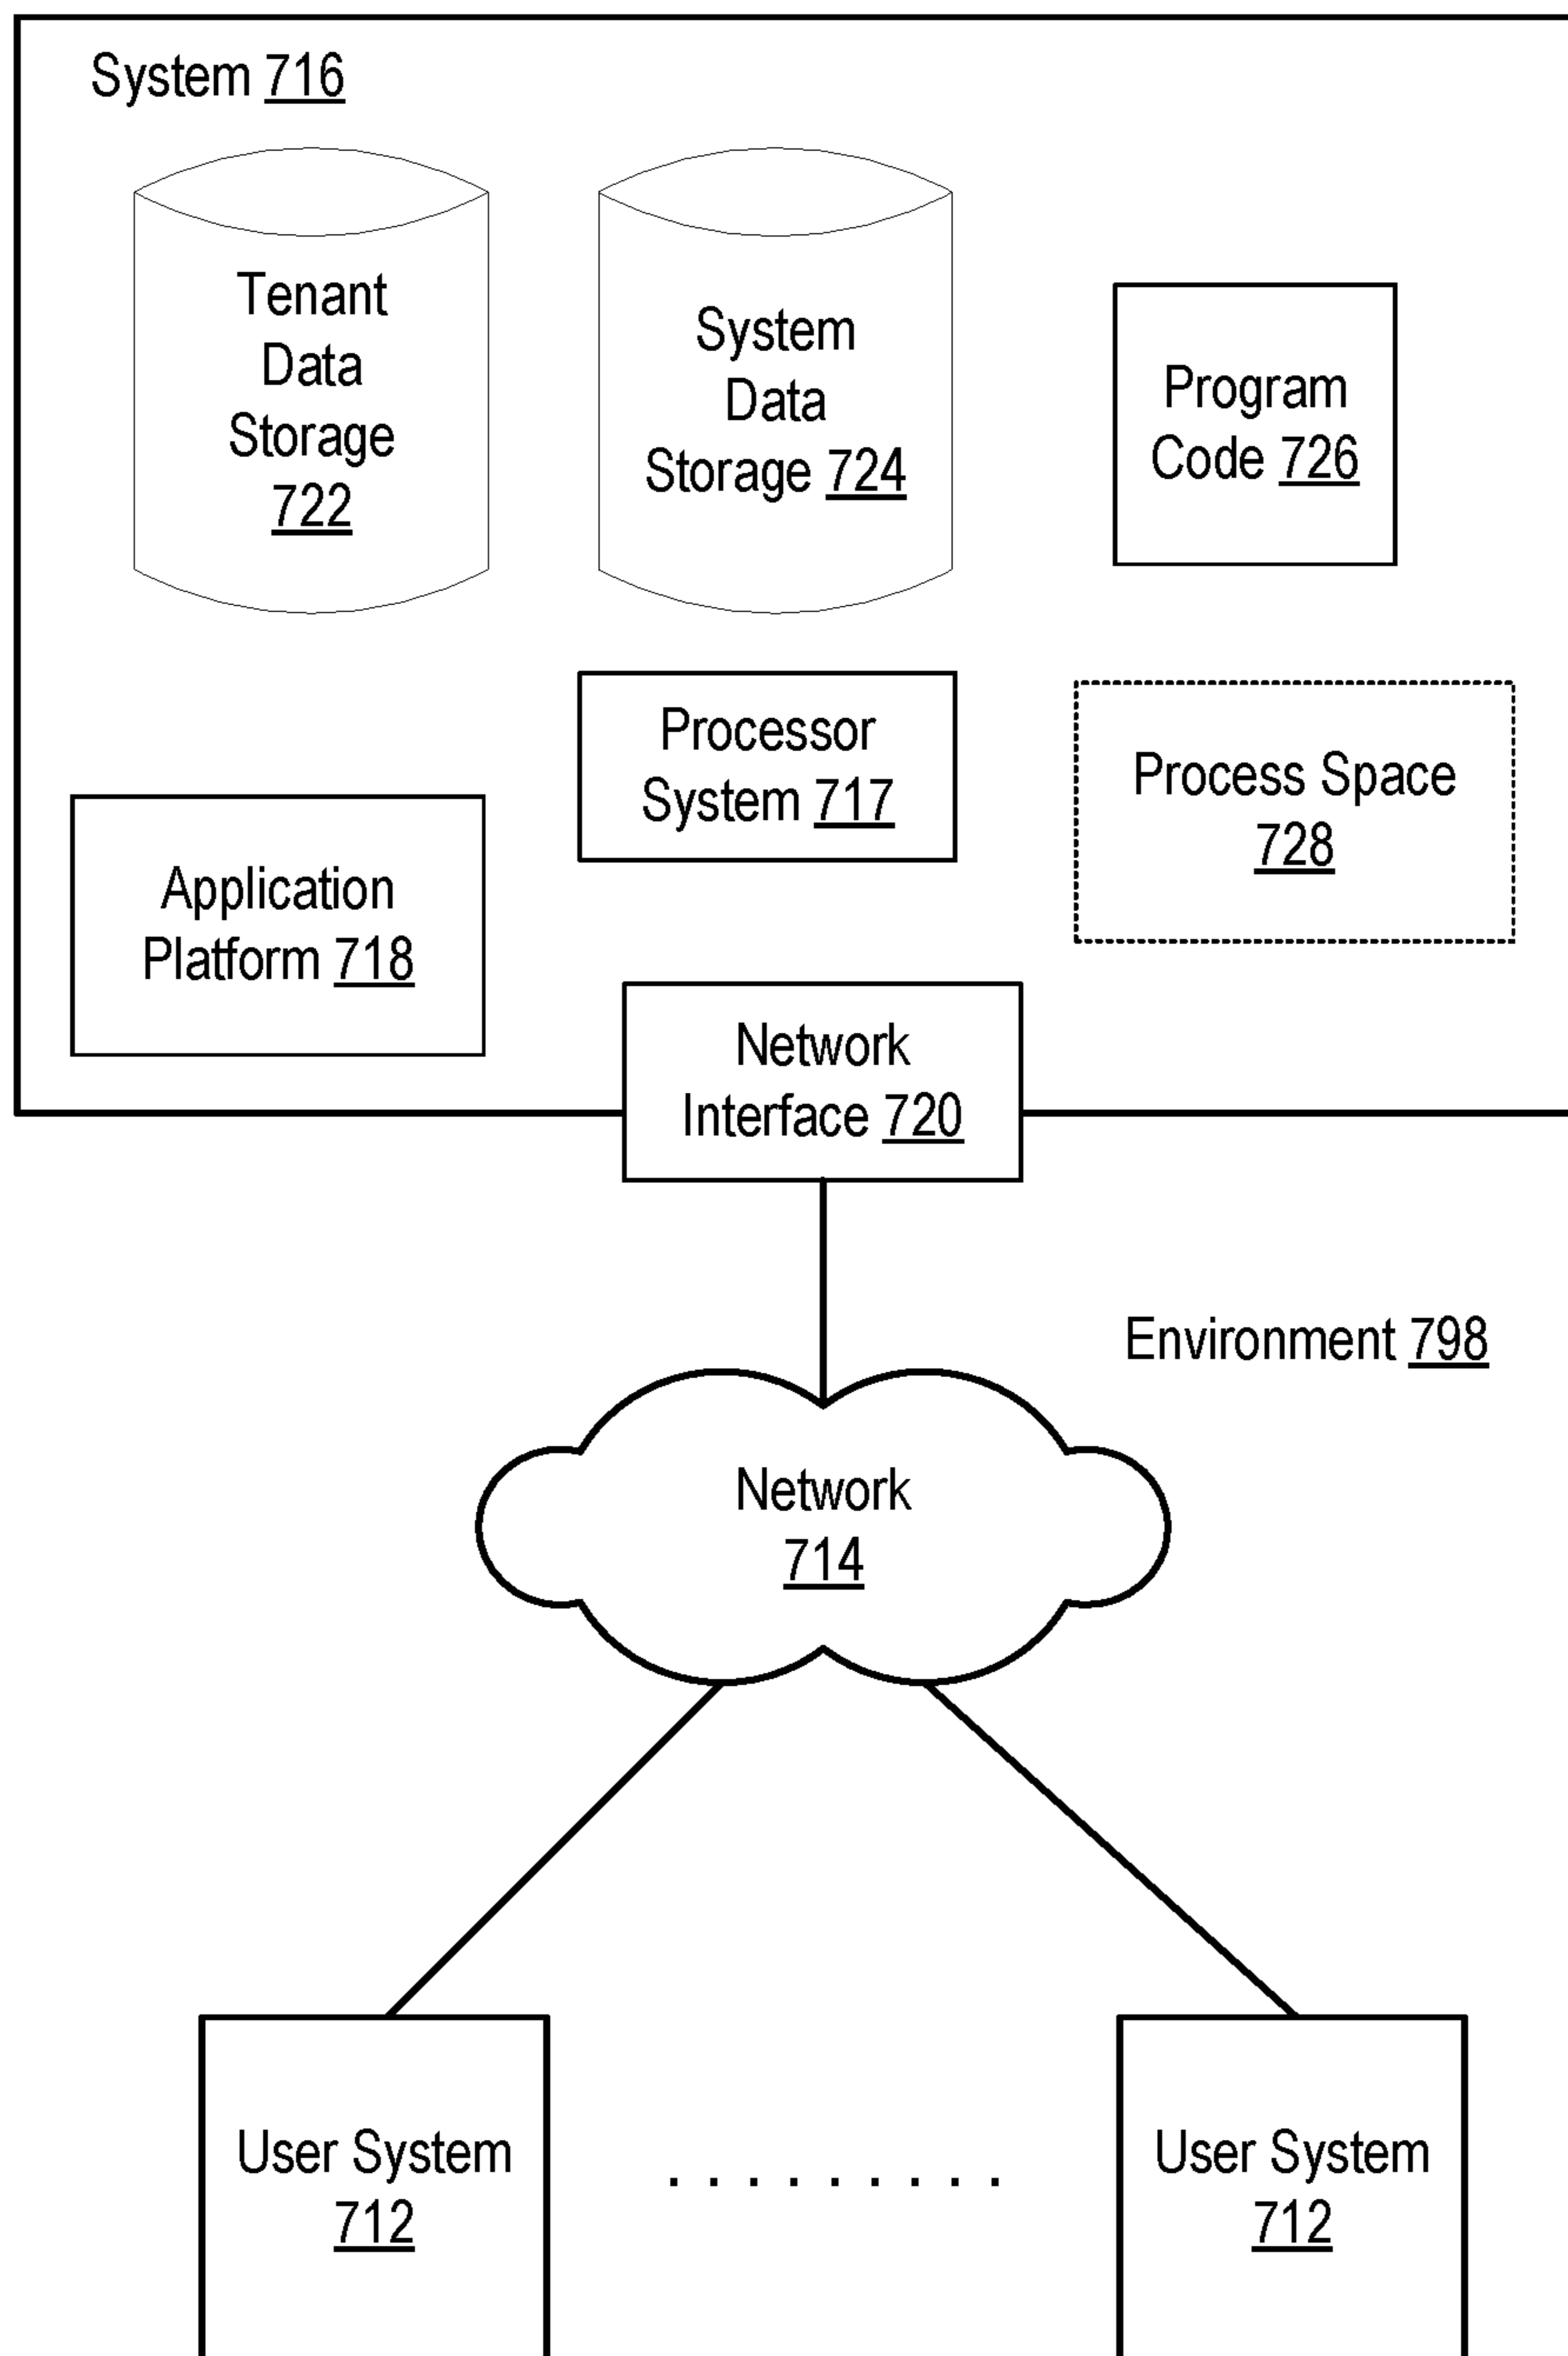 System 716
Tenant
Data
Storage
722
System
Data
Storage 724
Program
Code 726
Processor
System 717
Process Space
728
Application
Platform 718
Network
Interface 720
Environment 798
Network
714
User System
712
. . . . . . . . .
User System
712